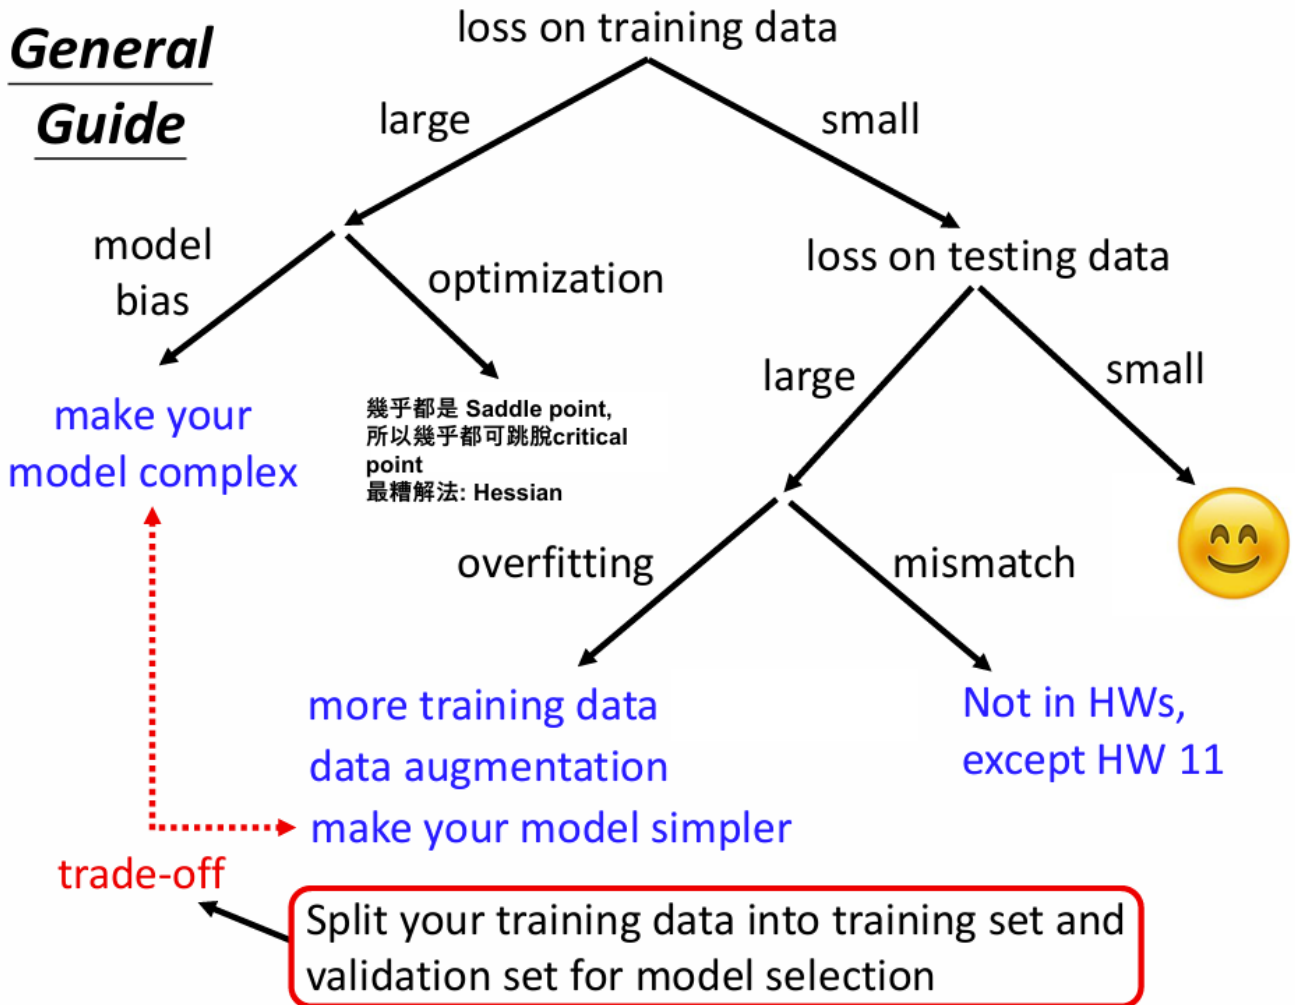 General
Guide
loss on training data
large
small
model
bias
optimization
loss on testing data
make your
model complex
幾乎都是 Saddle point,
所以幾乎都可跳脫critical
point
最糟解法: Hessian
large
small
overfitting
mismatch
more training data
data augmentation
make your model simpler
Not in HWs,
except HW 11
trade-off
Split your training data into training set and
validation set for model selection